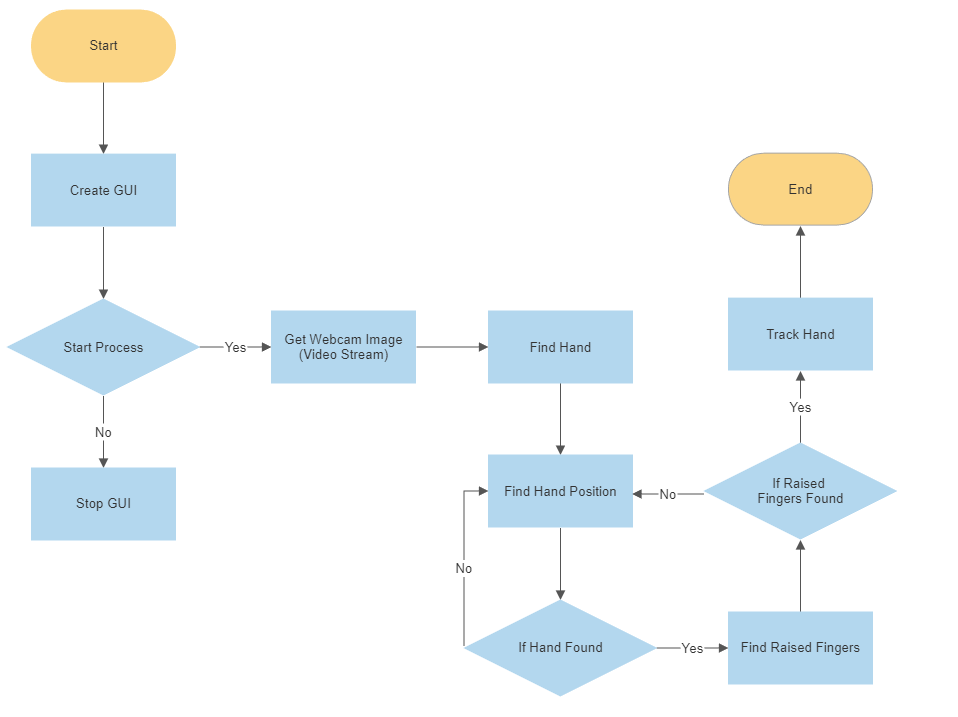 Start
Create GUI
Start Process
Yes
No
Stop GUI
Get Webcam Image
(Video Stream)
Find Hand
Find Hand Position
No
If Hand Found
Yes
Find Raised Fingers
If Raised
Fingers Found
No
Yes
Track Hand
End